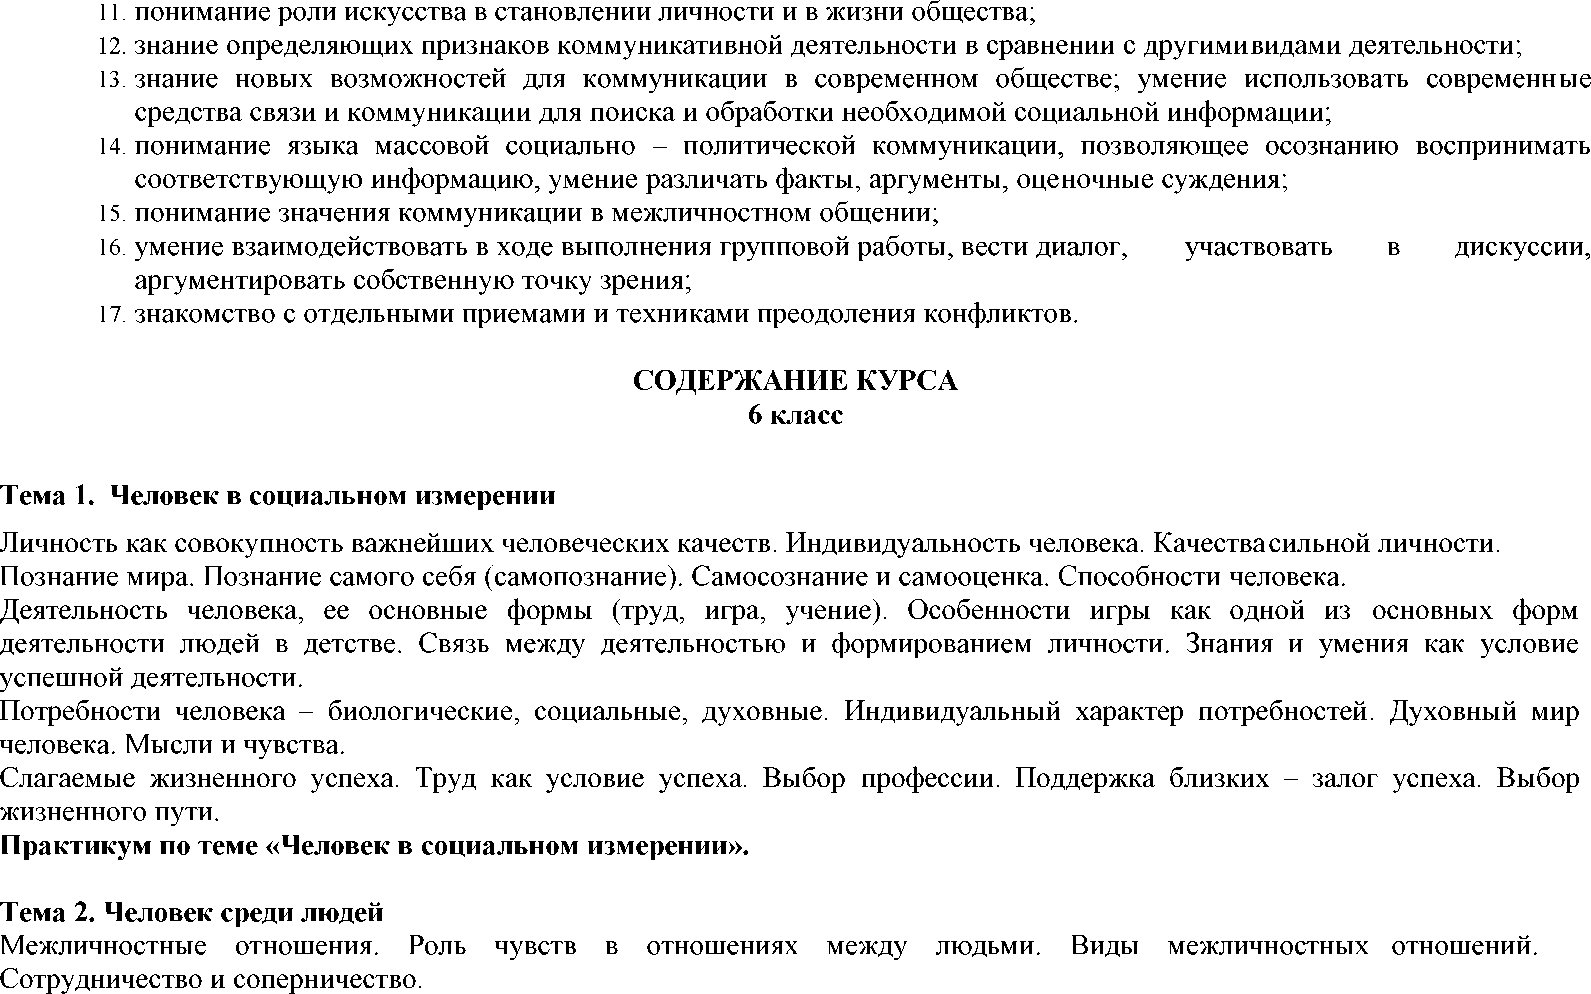 11. понимание роли искусства в становлении личности и в жизни общества;
12. знание определяющих признаков коммуникативной деятельности в сравнении с другимивидами деятельности;
13. знание новых возможностей для коммуникации в современном обществе; умение использовать современные
средства связи и коммуникации для поиска и обработки необходимой социальной информации;
14. понимание языка массовой социально – политической коммуникации, позволяющее осознанию воспринимать
соответствующую информацию, умение различать факты, аргументы, оценочные суждения;
15. понимание значения коммуникации в межличностном общении;
16. умение взаимодействовать в ходе выполнения групповой работы, вести диалог, участвовать в дискуссии,
аргументировать собственную точку зрения;
17. знакомство с отдельными приемами и техниками преодоления конфликтов.
СОДЕРЖАНИЕ КУРСА
6 класс
Тема 1. Человек в социальном измерении
Личность как совокупность важнейших человеческих качеств. Индивидуальность человека. Качествасильной личности.
Познание мира. Познание самого себя (самопознание). Самосознание и самооценка. Способности человека.
Деятельность человека, ее основные формы (труд, игра, учение). Особенности игры как одной из основных форм
деятельности людей в детстве. Связь между деятельностью и формированием личности. Знания и умения как условие
успешной деятельности.
Потребности человека – биологические, социальные, духовные. Индивидуальный характер потребностей. Духовный мир
человека. Мысли и чувства.
Слагаемые жизненного успеха. Труд как условие успеха. Выбор профессии. Поддержка близких – залог успеха. Выбор
жизненного пути.
Практикум по теме «Человек в социальном измерении».
Тема 2. Человек среди людей
Межличностные отношения. Роль чувств в отношениях между людьми. Виды межличностных отношений.
Сотрудничество и соперничество.